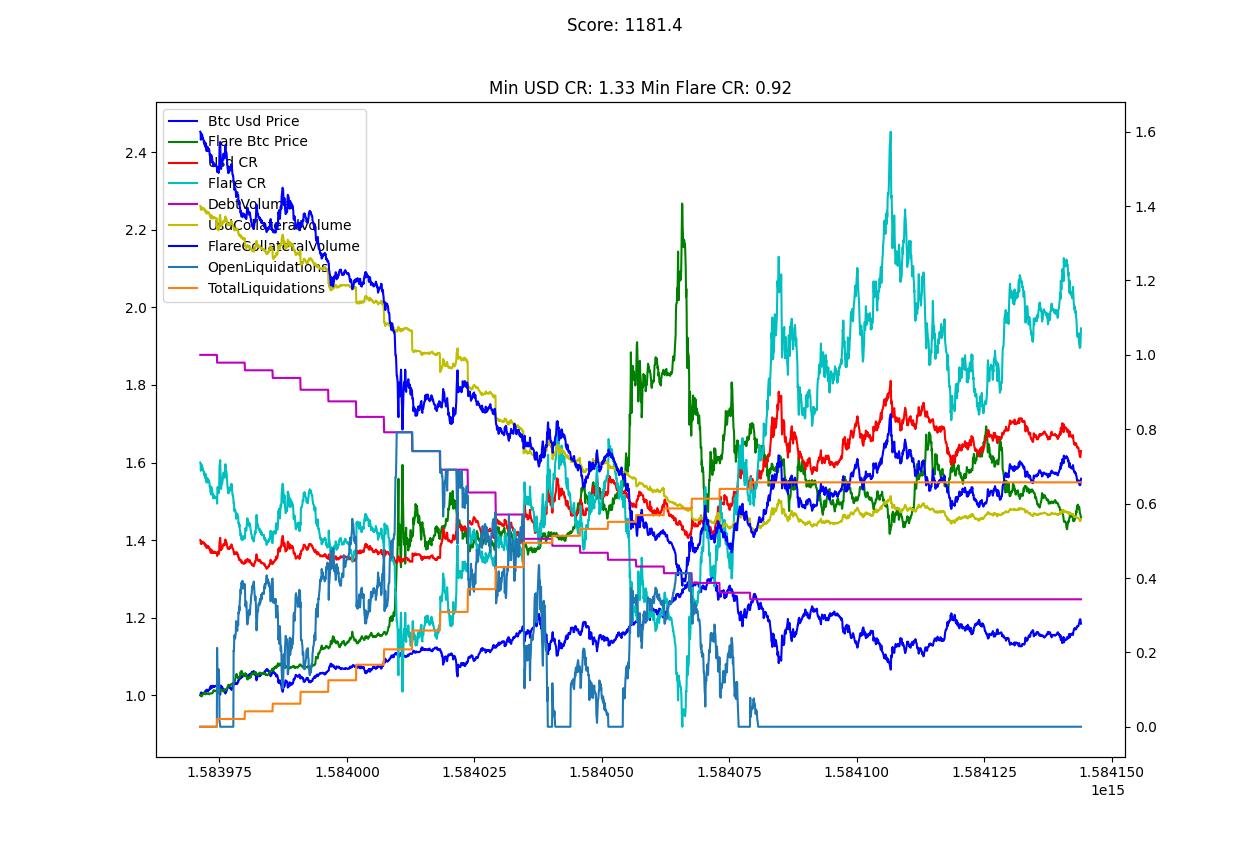 Score: 1181.4
Min USD CR: 1.33 Min Flare CR: 0.92
Btc Usd Price
Flare Btc Price
Usd CR
Flare CR
DebtVolume
UsdCollateralVolume
FlareCollateralVolume
OpenLiquidations
TotalLiquidations
2.4
2.2
2.0
1.8
1.6
1.4
1.2
1.0
1.6
1.4
1.2
1.0
0.8
0.6
0.4
0.2
0.0
1.583975 1.584000 1.584025 1.584050 1.584075 1.584100 1.584125 1.584150
1e15